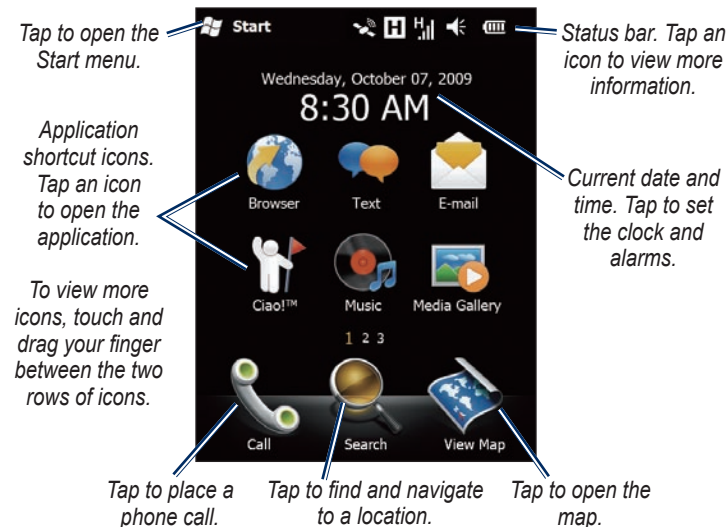 Tap to open the
Start menu.
Start
H
H
Status bar. Tap an
icon to view more
information.
Wednesday, October 07, 2009
8:30 AM
Application
shortcut icons.
Tap an icon
to open the
application.
Browser
Text
E-mail
Current date and
time. Tap to set
the clock and
alarms.
Ciao!™
Music
Media Gallery
To view more
icons, touch and
drag your finger
between the two
rows of icons.
1 2 3
Call
Search
View Map
Tap to place a
phone call.
Tap to find and navigate
to a location.
Tap to open the
map.